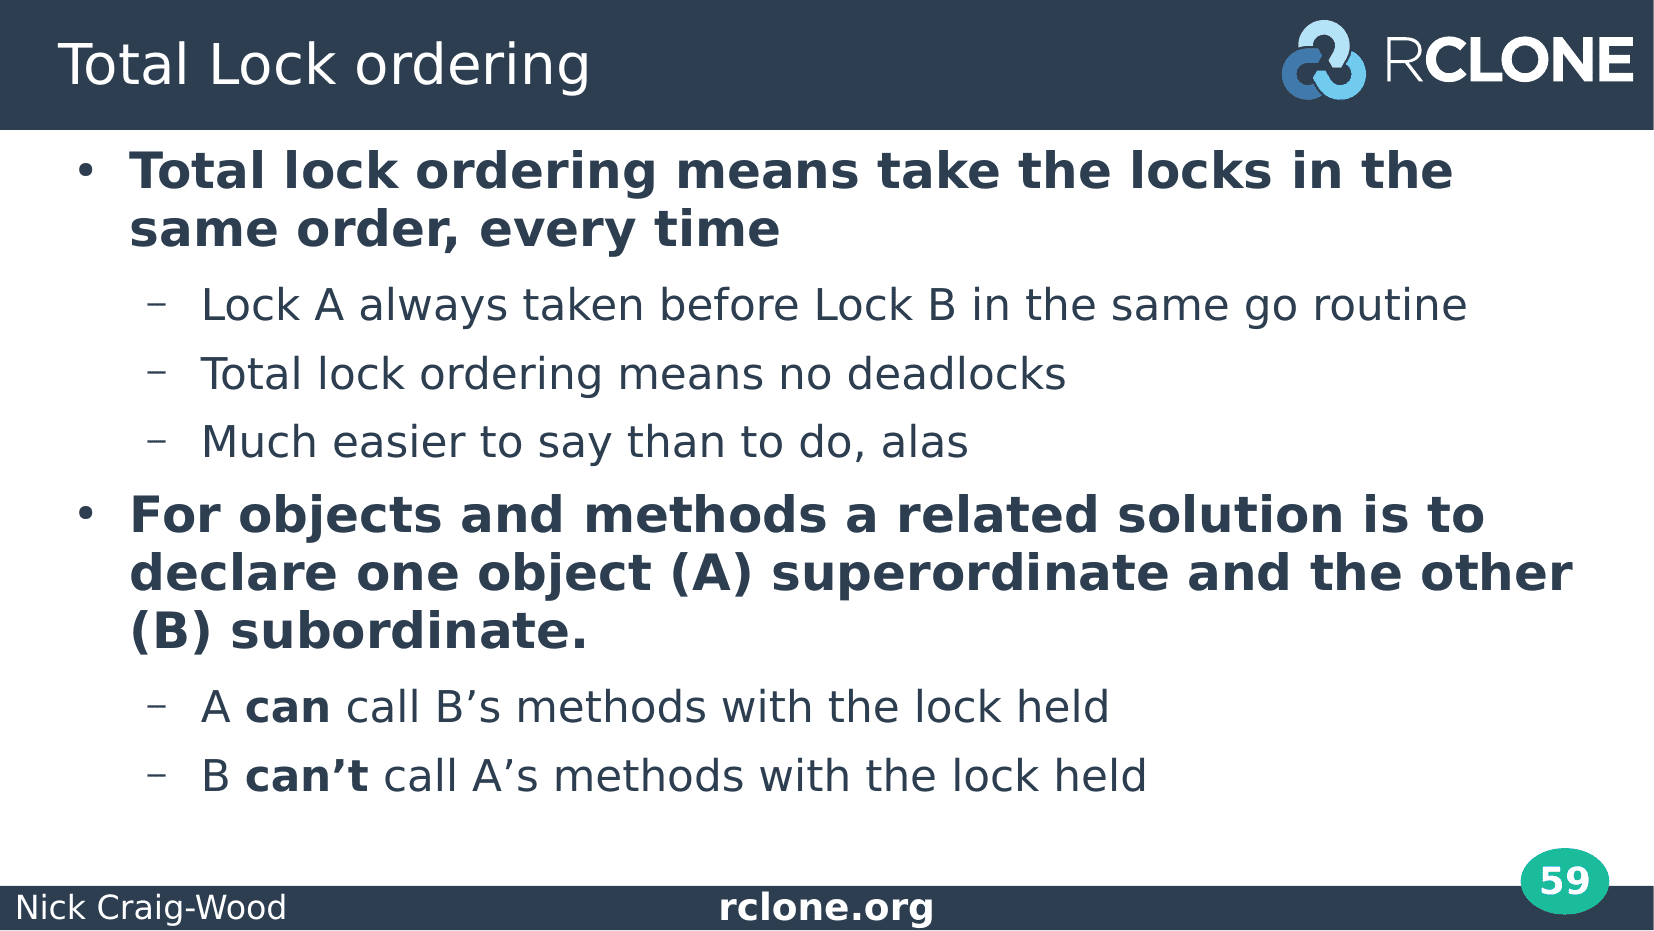 Total Lock ordering
RCLONE
• Total lock ordering means take the locks in the
same order, every time
– Lock A always taken before Lock B in the same go routine
– Total lock ordering means no deadlocks
– Much easier to say than to do, alas
• For objects and methods a related solution is to
declare one object (A) superordinate and the other
(B) subordinate.
– A can call B’s methods with the lock held
– B can’t call A’s methods with the lock held
59
Nick Craig-Wood
rclone.org